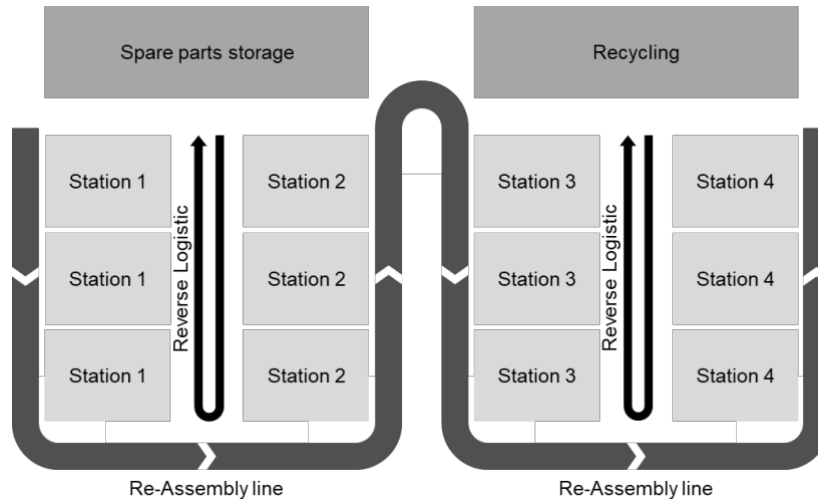 Spare parts storage
Recycling
Station 1
Station 2
Station 3
Station 4
Station 1
Station 2
Station 3
Station 4
Station 1
Station 2
Station 3
Station 4
Reverse Logistic
Reverse Logistic
Re-Assembly line
Re-Assembly line